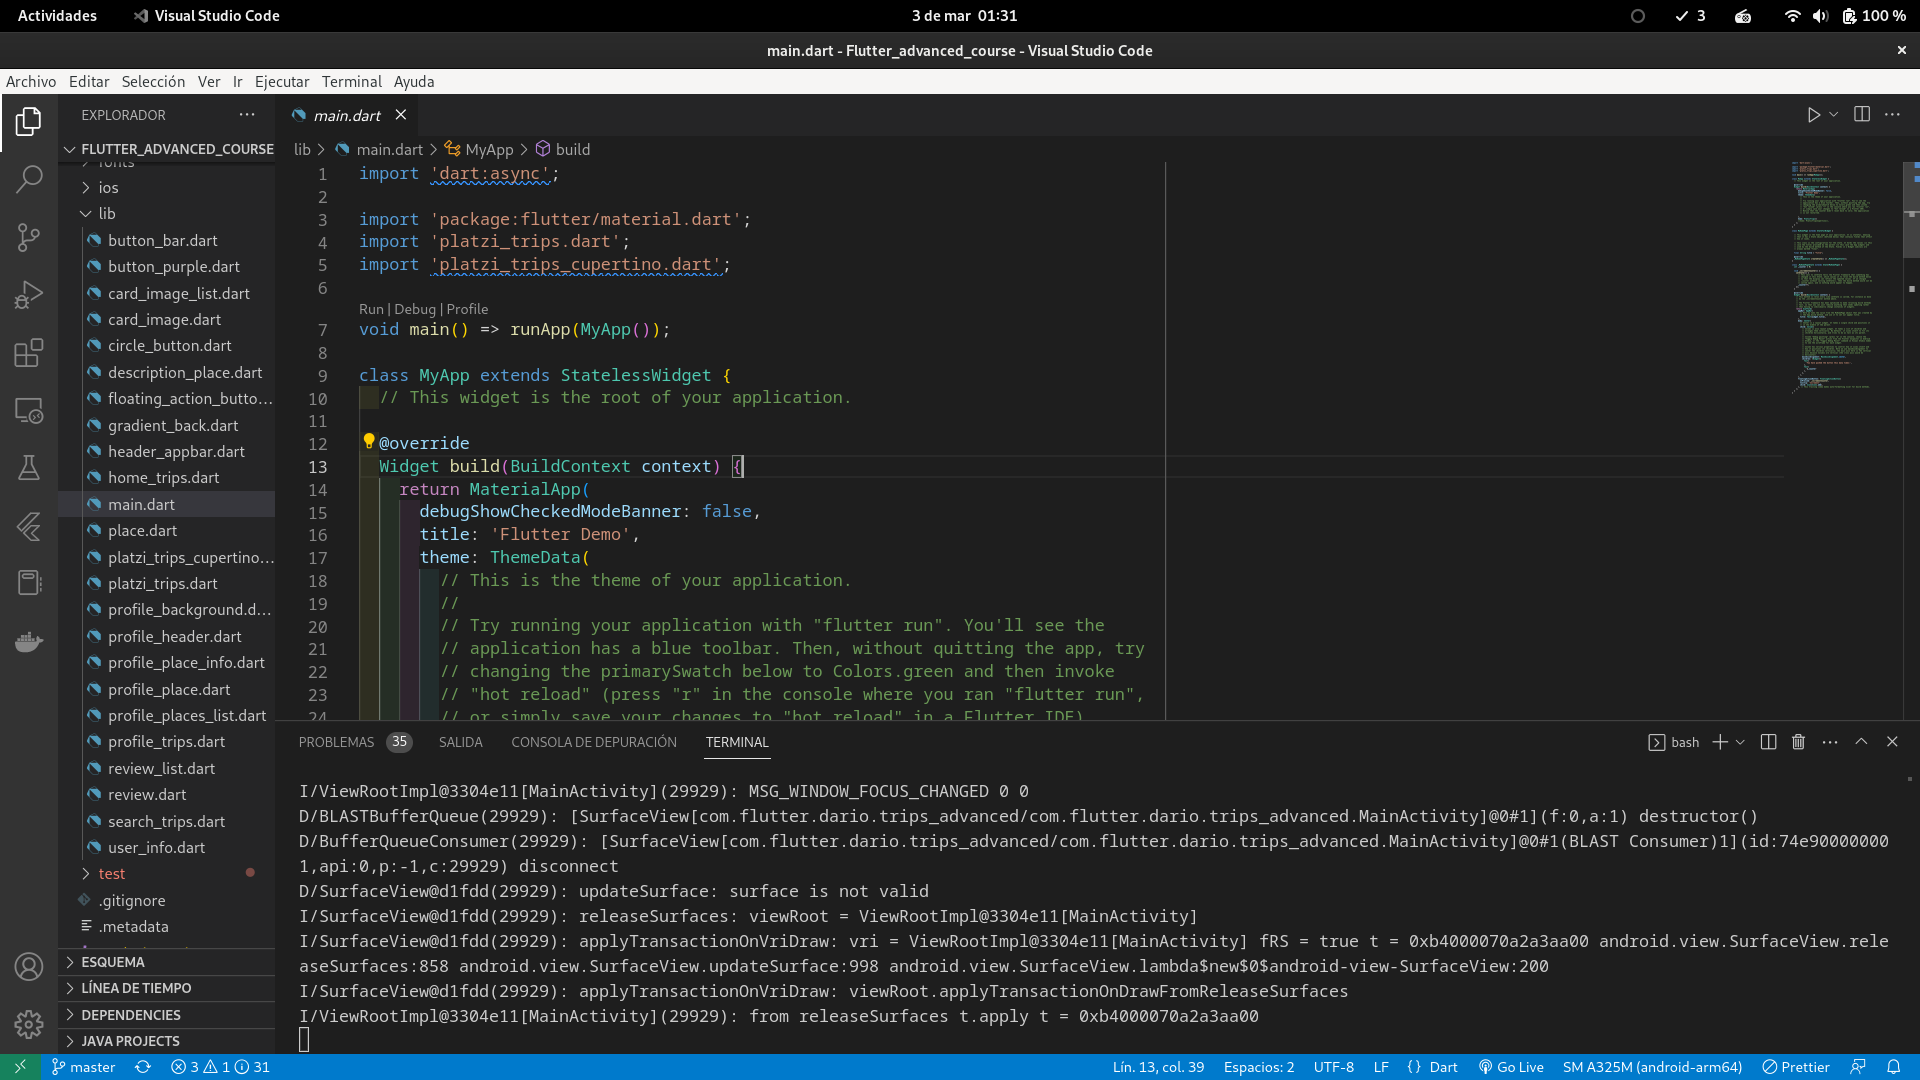 Actividades
Visual Studio Code
3 de mar 01:31
3
100 %
main.dart - Flutter_advanced_course - Visual Studio Code
Archivo Editar Selección Ver Ir Ejecutar Terminal Ayuda
EXPLORADOR
FLUTTER_ADVANCED_COURSE
fonts
ios
lib
button_bar.dart
button_purple.dart
card_image_list.dart
card_image.dart
circle_button.dart
description_place.dart
floating_action_butto...
gradient_back.dart
header_appbar.dart
home_trips.dart
main.dart
place.dart
platzi_trips_cupertino...
platzi_trips.dart
profile_background.d...
profile_header.dart
profile_place_info.dart
profile_place.dart
profile_places_list.dart
profile_trips.dart
review_list.dart
review.dart
search_trips.dart
user_info.dart
test
.gitignore
.metadata
ESQUEMA
LÍNEA DE TIEMPO
DEPENDENCIES
JAVA PROJECTS
main.dart
lib > main.dart > MyApp > build
1 import 'dart:async';
2
3 import 'package:flutter/material.dart';
4 import 'platzi_trips.dart';
5 import 'platzi_trips_cupertino.dart';
6
Run | Debug | Profile
7 void main() => runApp(MyApp());
8
9 class MyApp extends StatelessWidget {
10 // This widget is the root of your application.
11
12 @override
13 Widget build(BuildContext context) {
14 return MaterialApp(
15 debugShowCheckedModeBanner: false,
16 title: 'Flutter Demo',
17 theme: ThemeData(
18 // This is the theme of your application.
19 //
20 // Try running your application with "flutter run". You'll see the
21 // application has a blue toolbar. Then, without quitting the app, try
22 // changing the primarySwatch below to Colors.green and then invoke
23 // "hot reload" (press "r" in the console where you ran "flutter run",
24 // or simply save your changes to "hot reload" in a Flutter IDE).
PROBLEMAS 35 SALIDA CONSOLA DE DEPURACIÓN TERMINAL
bash
I/ViewRootImpl@3304e11[MainActivity](29929): MSG_WINDOW_FOCUS_CHANGED 0 0
D/BLASTBufferQueue(29929): [SurfaceView[com.flutter.dario.trips_advanced/com.flutter.dario.trips_advanced.MainActivity]@0#1](f:0,a:1) destructor()
D/BufferQueueConsumer(29929): [SurfaceView[com.flutter.dario.trips_advanced/com.flutter.dario.trips_advanced.MainActivity]@0#1(BLAST Consumer)1](id:74e90000000
1,api:0,p:-1,c:29929) disconnect
D/SurfaceView@d1fdd(29929): updateSurface: surface is not valid
I/SurfaceView@d1fdd(29929): releaseSurfaces: viewRoot = ViewRootImpl@3304e11[MainActivity]
I/SurfaceView@d1fdd(29929): applyTransactionOnVriDraw: vri = ViewRootImpl@3304e11[MainActivity] fRS = true t = 0xb4000070a2a3aa00 android.view.SurfaceView.rele
aseSurfaces:858 android.view.SurfaceView.updateSurface:998 android.view.SurfaceView.lambda$new$0$android-view-SurfaceView:200
I/SurfaceView@d1fdd(29929): applyTransactionOnVriDraw: viewRoot.applyTransactionOnDrawFromReleaseSurfaces
I/ViewRootImpl@3304e11[MainActivity](29929): from releaseSurfaces t.apply t = 0xb4000070a2a3aa00
master 3 1 31
Lín. 13, col. 39 Espacios: 2 UTF-8 LF { } Dart Go Live SM A325M (android-arm64) Prettier